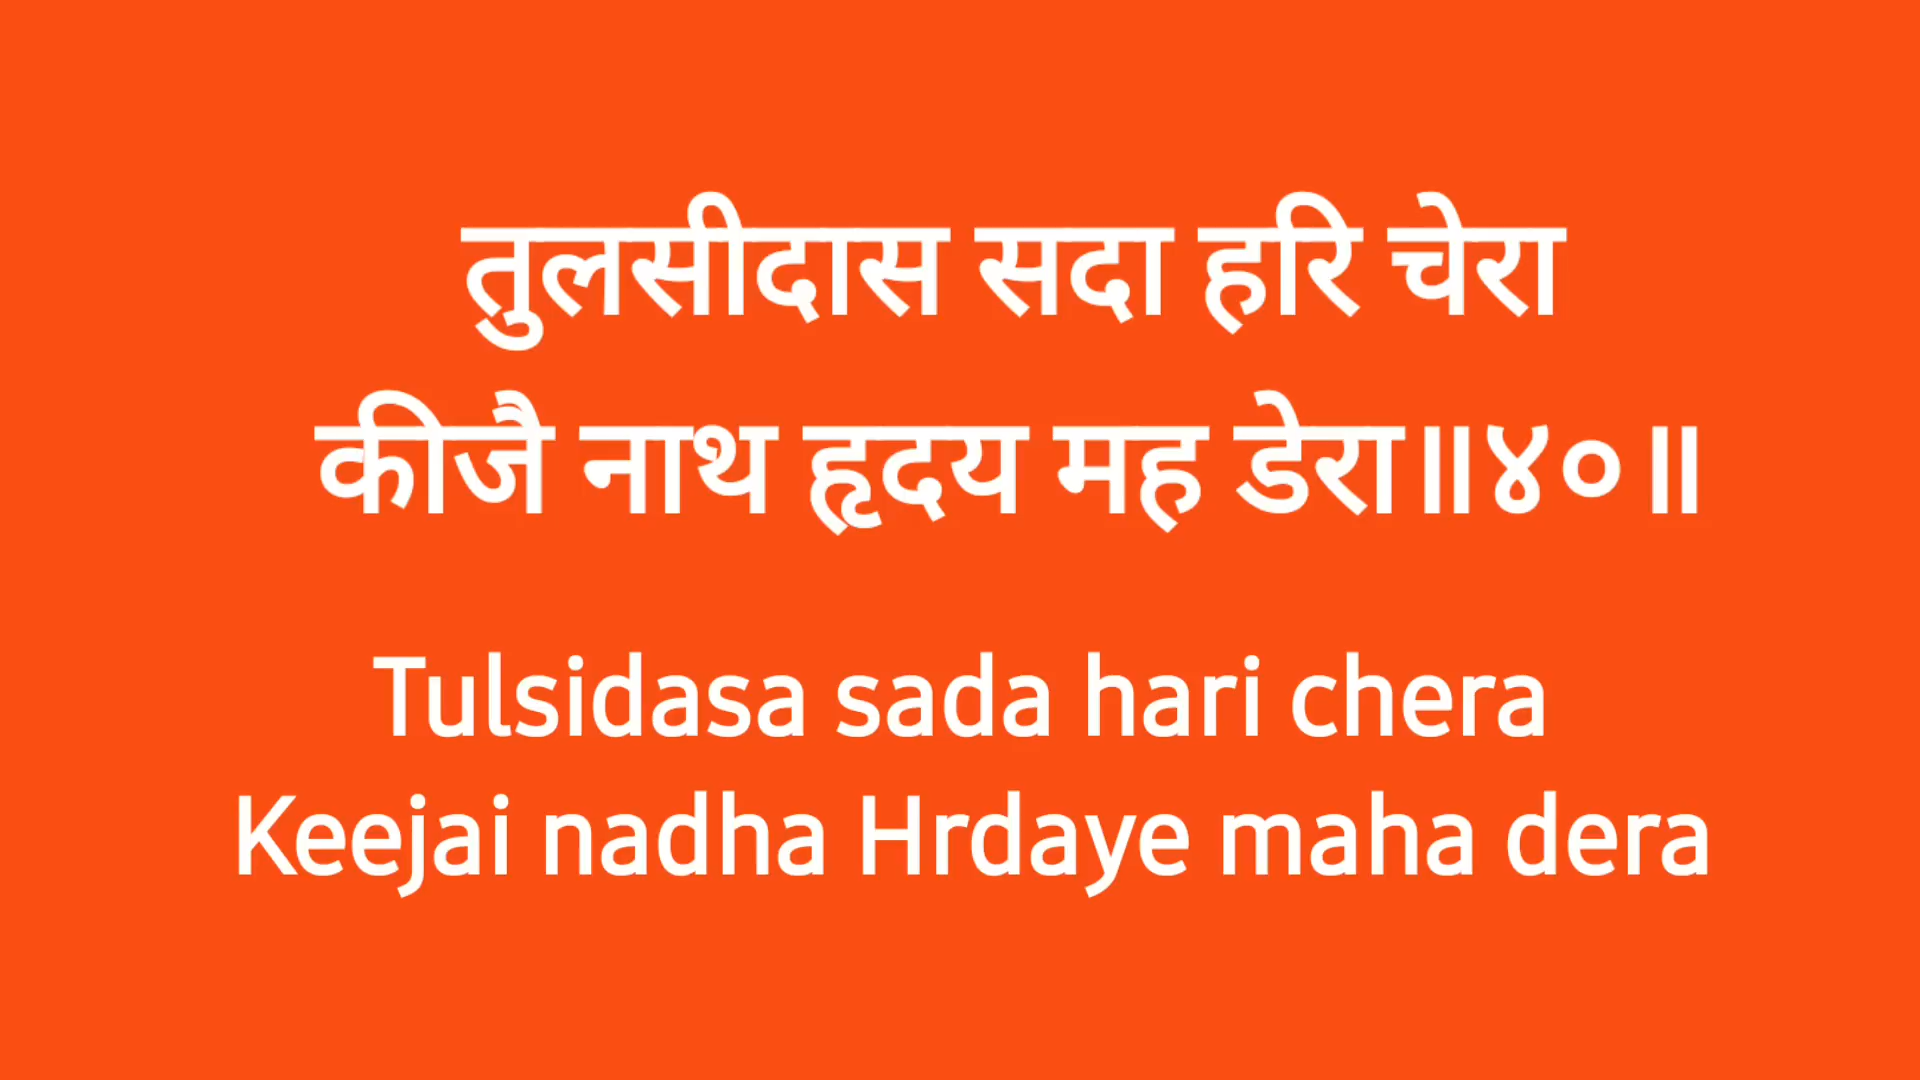 तुलसीदास सदा हरि चेरा
कीजै नाथ हृदय मह डेरा॥४०॥
Tulsidasa sada hari chera
Keejai nadha Hrdaye maha dera